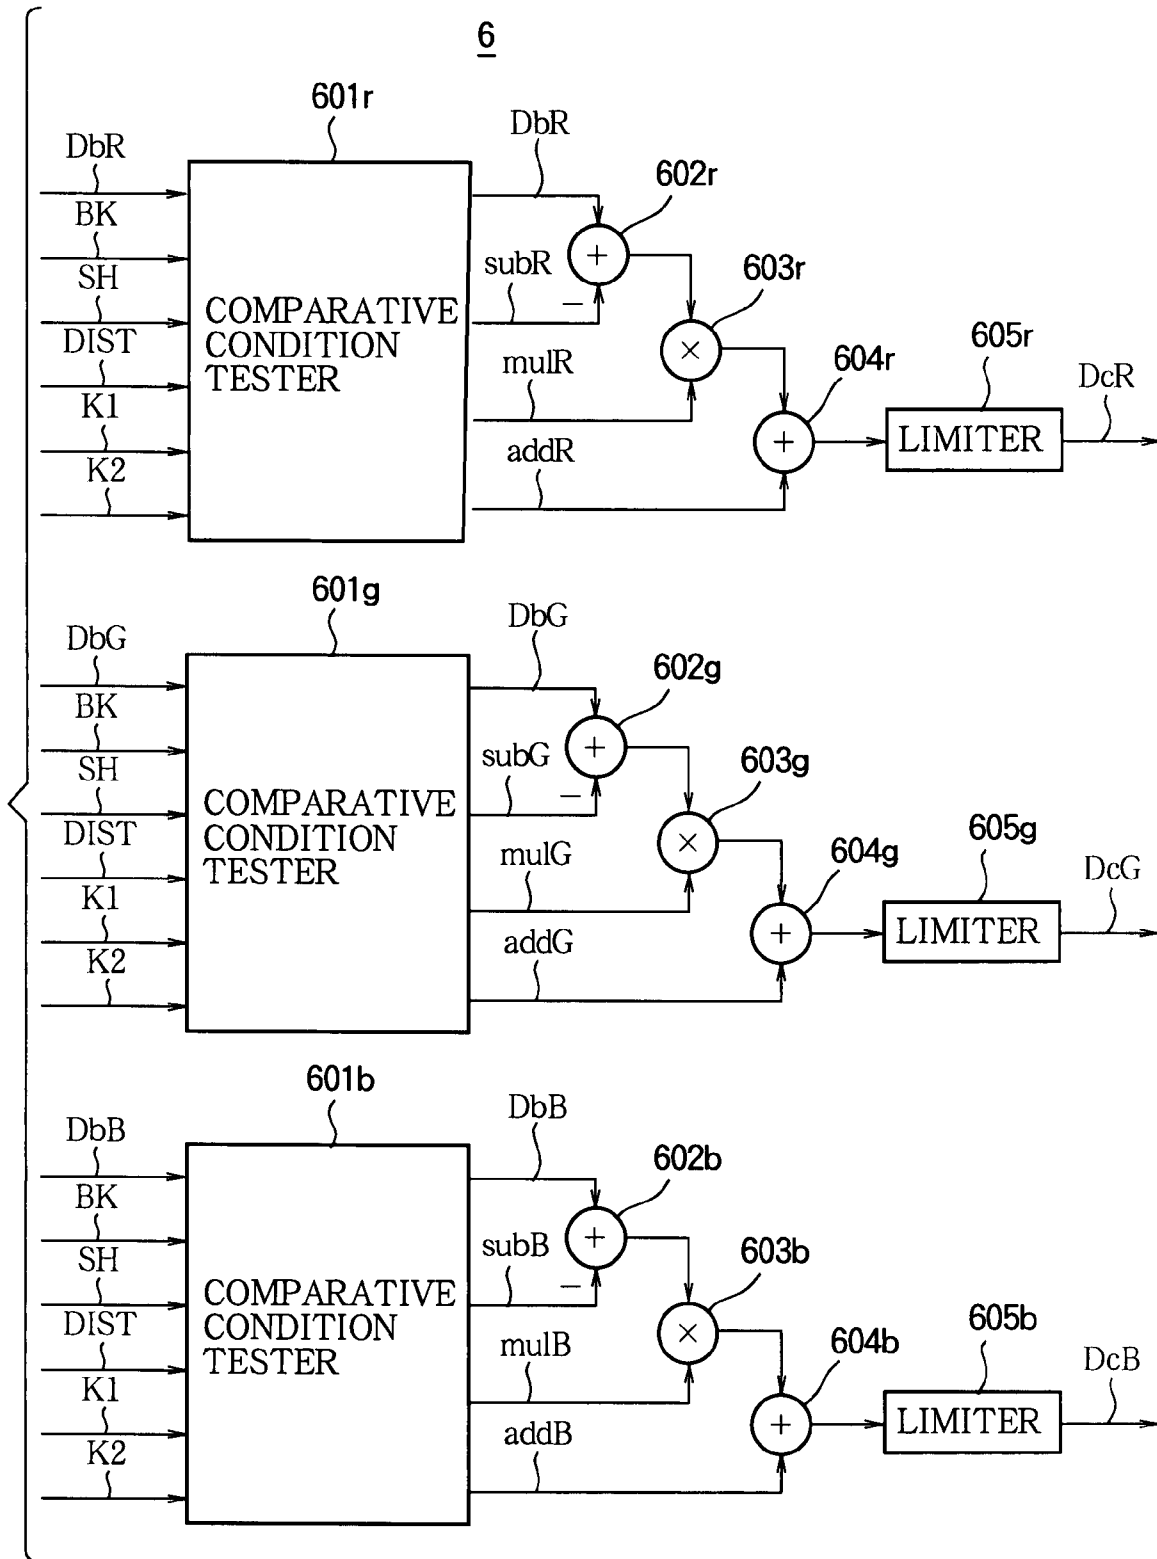 6
601r
DbR
BK
SH
DIST
K1
K2
COMPARATIVE
CONDITION
TESTER
DbR
subR
mulR
addR
+
602r
−
×
603r
+
604r
LIMITER
605r
DcR
601g
DbG
BK
SH
DIST
K1
K2
COMPARATIVE
CONDITION
TESTER
DbG
subG
mulG
addG
+
602g
−
×
603g
+
604g
LIMITER
605g
DcG
601b
DbB
BK
SH
DIST
K1
K2
COMPARATIVE
CONDITION
TESTER
DbB
subB
mulB
addB
+
602b
−
×
603b
+
604b
LIMITER
605b
DcB